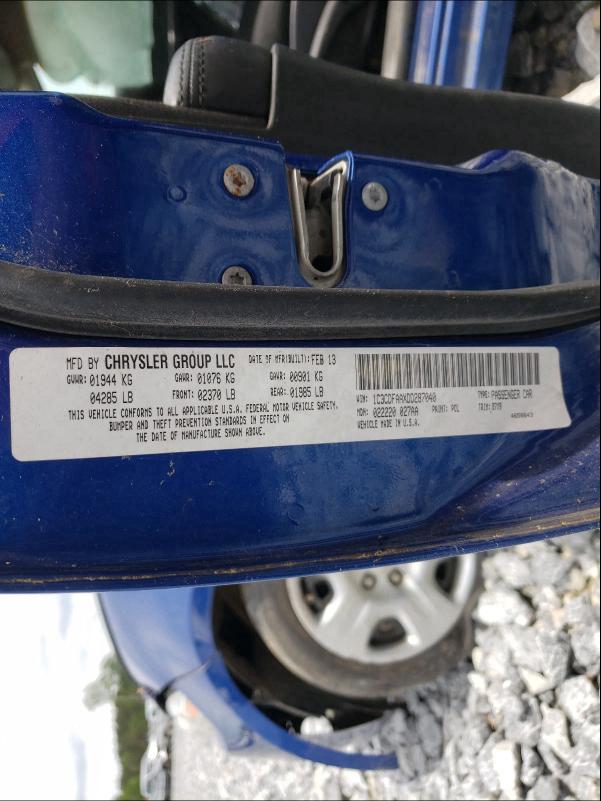 MFD BY CHRYSLER GROUP LLC DATE OF MFR(BUILT): FEB 13
GVWR: 01944 KG GAWR: 01076 KG GAWR: 00901 KG
04285 LB FRONT: 02370 LB REAR: 01985 LB
THIS VEHICLE CONFORMS TO ALL APPLICABLE U.S.A. FEDERAL MOTOR VEHICLE SAFETY,
BUMPER AND THEFT PREVENTION STANDARDS IN EFFECT ON
THE DATE OF MANUFACTURE SHOWN ABOVE.
VIN: 1C3CDFAAXDD287040 TYPE: PASSENGER CAR
MDH: 022220 027AA PAINT: PCL TRIM:
VEHICLE MADE IN U.S.A.